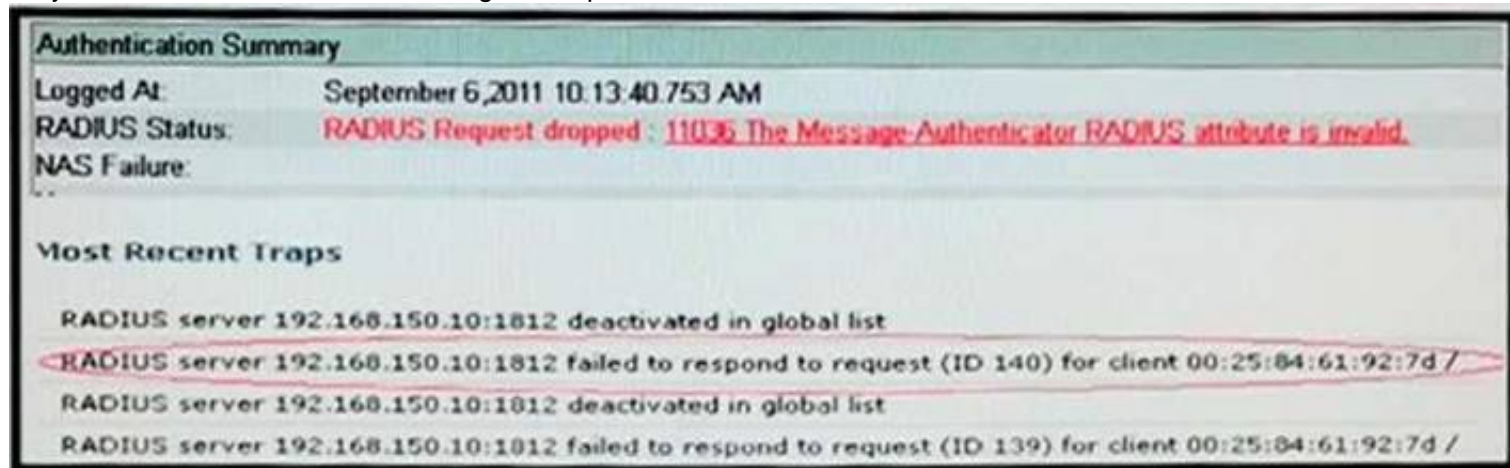 Authentication Summary
Logged At: September 6,2011 10:13:40.753 AM
RADIUS Status: RADIUS Request dropped : 11036 The Message-Authenticator RADIUS attribute is invalid.
NAS Failure:
Most Recent Traps
RADIUS server 192.168.150.10:1812 deactivated in global list
RADIUS server 192.168.150.10:1812 failed to respond to request (ID 140) for client 00:25:84:61:92:7d /
RADIUS server 192.168.150.10:1812 deactivated in global list
RADIUS server 192.168.150.10:1812 failed to respond to request (ID 139) for client 00:25:84:61:92:7d /